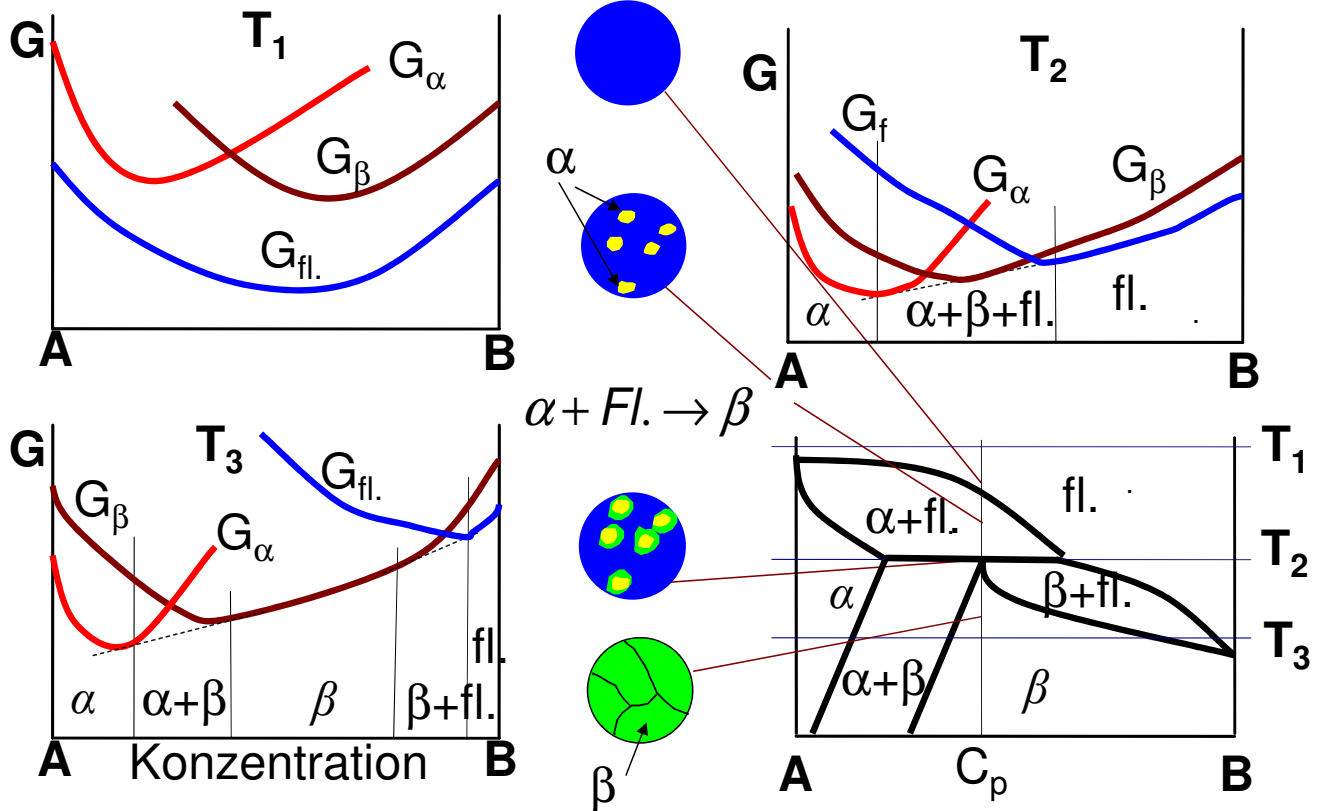 G
T₁
Gα
Gβ
Gfl.
A
B
α
G
T₂
Gf
Gα
Gβ
α
α+β+fl.
fl.
.
A
B
α + Fl. → β
G
T₃
Gβ
Gfl.
Gα
α
α+β
β
β+fl.
fl.
A
Konzentration
B
β
T₁
fl.
.
α+fl.
T₂
α
β+fl.
T₃
α+β
β
A
Cp
B